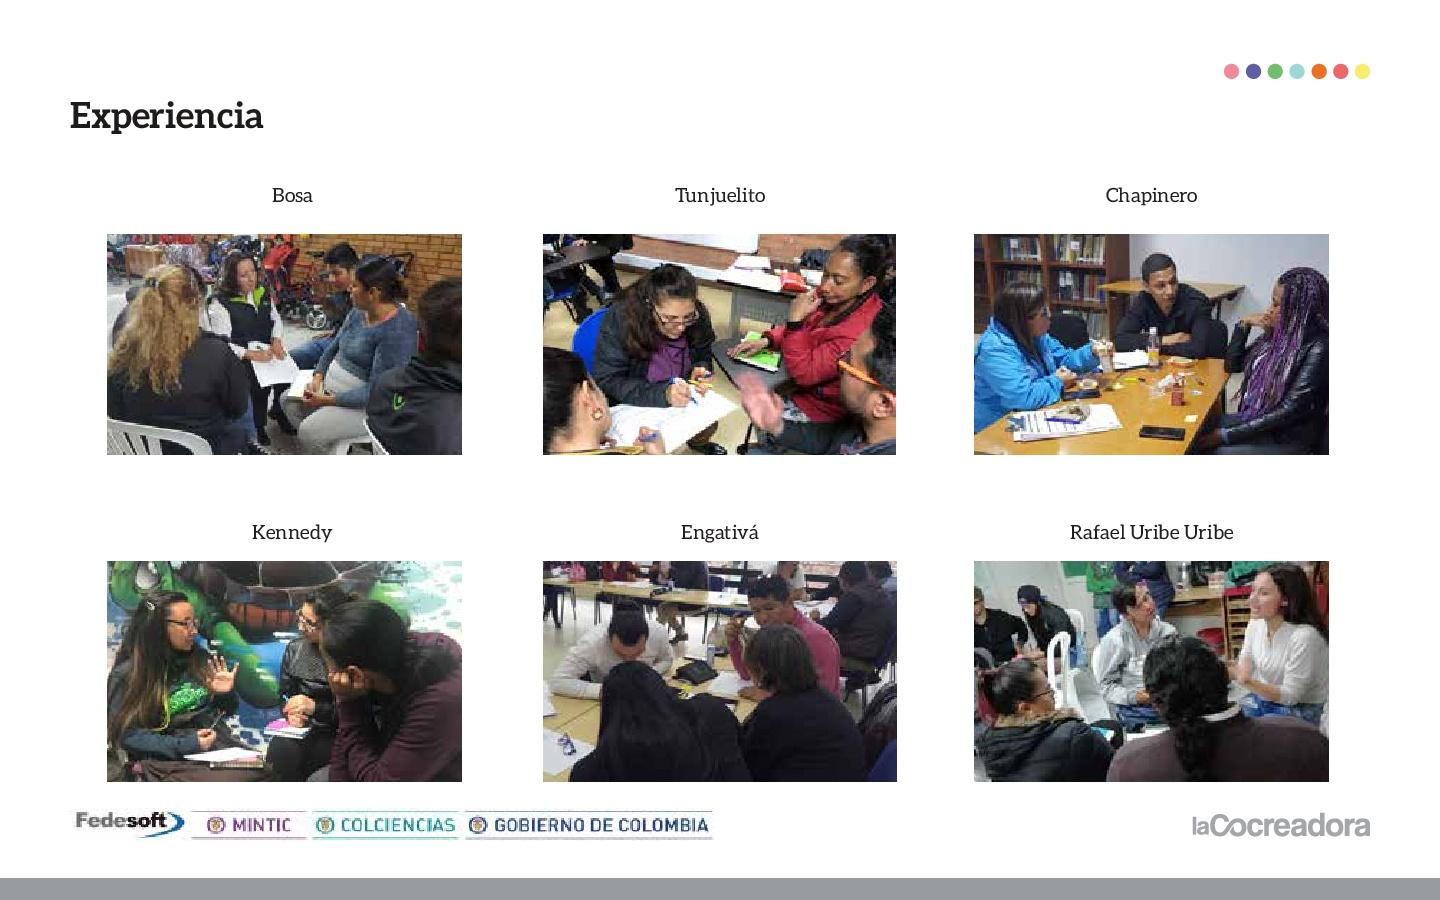 Experiencia
Bosa
Tunjuelito
Chapinero
Kennedy
Engativá
Rafael Uribe Uribe
Fedesoft
MINTIC
COLCIENCIAS
GOBIERNO DE COLOMBIA
laCocreadora